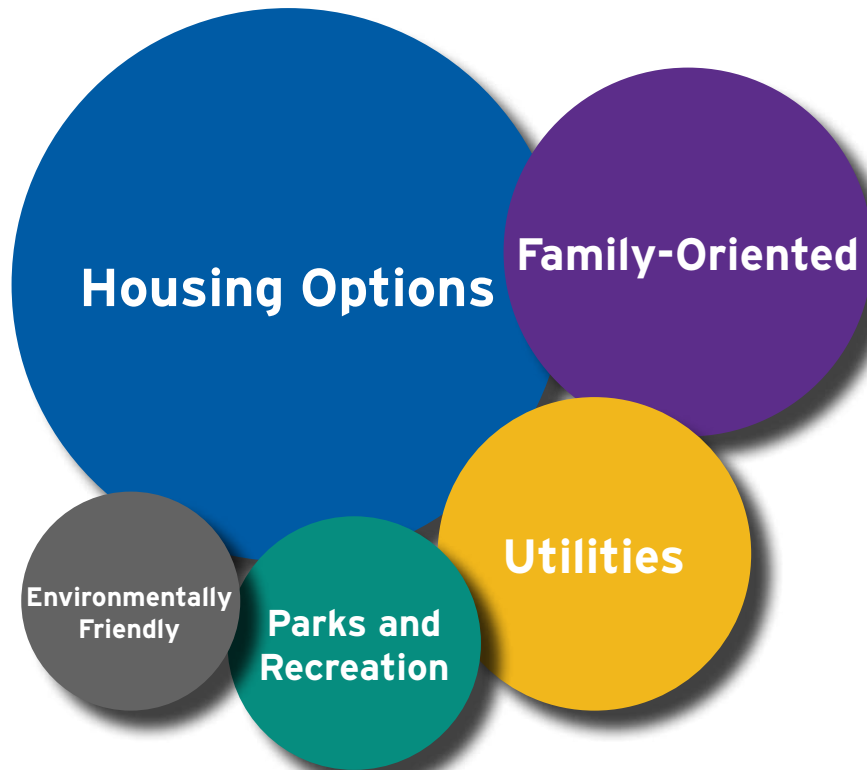 Family-Oriented
Housing Options
Utilities
Environmentally
Friendly
Parks and
Recreation